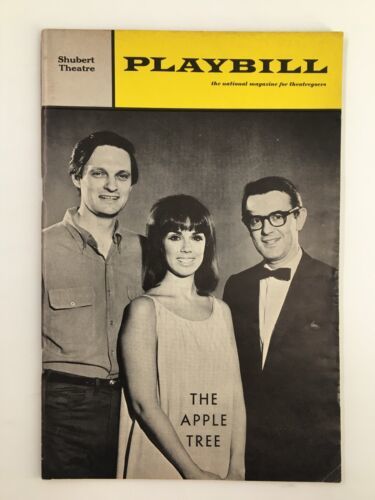 Shubert
Theatre
PLAYBILL
the national magazine for theatregoers
THE
APPLE
TREE